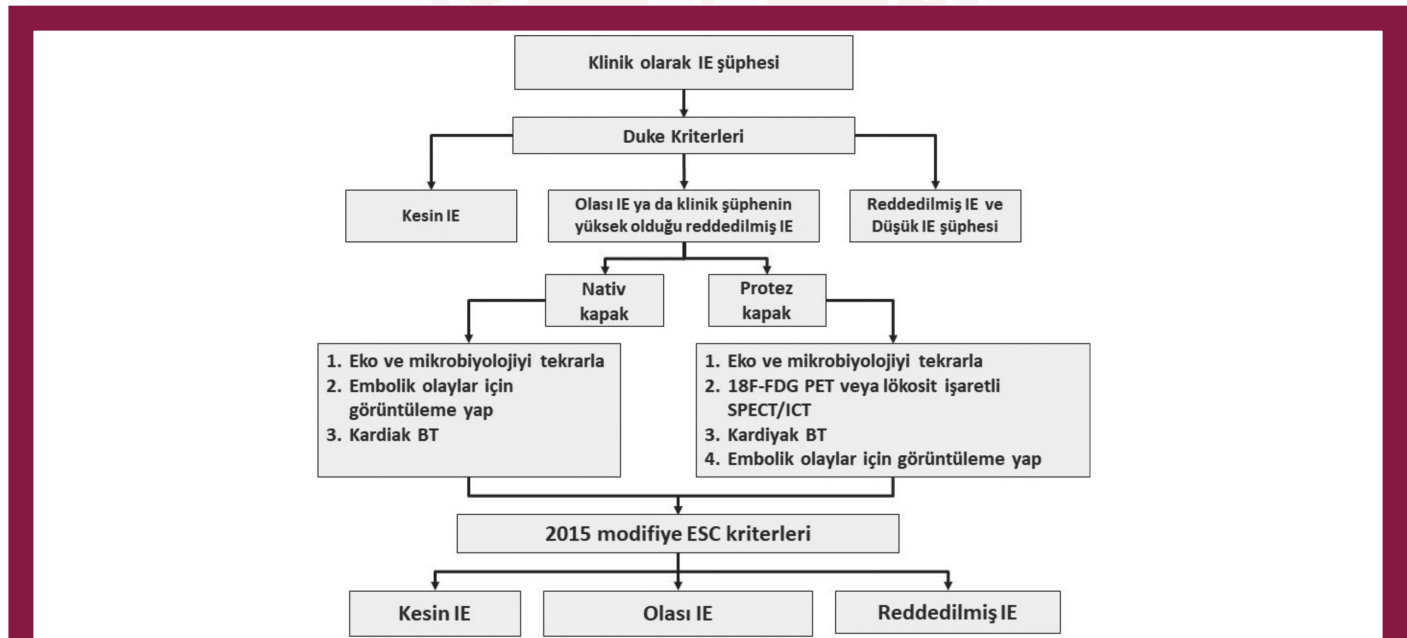 Klinik olarak IE şüphesi
Duke Kriterleri
Kesin IE
Olası IE ya da klinik şüphenin
yüksek olduğu reddedilmiş IE
Reddedilmiş IE ve
Düşük IE şüphesi
Nativ
kapak
Protez
kapak
1. Eko ve mikrobiyolojiyi tekrarla
2. Embolik olaylar için
görüntüleme yap
3. Kardiak BT
1. Eko ve mikrobiyolojiyi tekrarla
2. 18F-FDG PET veya lökosit işaretli
SPECT/ICT
3. Kardiyak BT
4. Embolik olaylar için görüntüleme yap
2015 modifiye ESC kriterleri
Kesin IE
Olası IE
Reddedilmiş IE